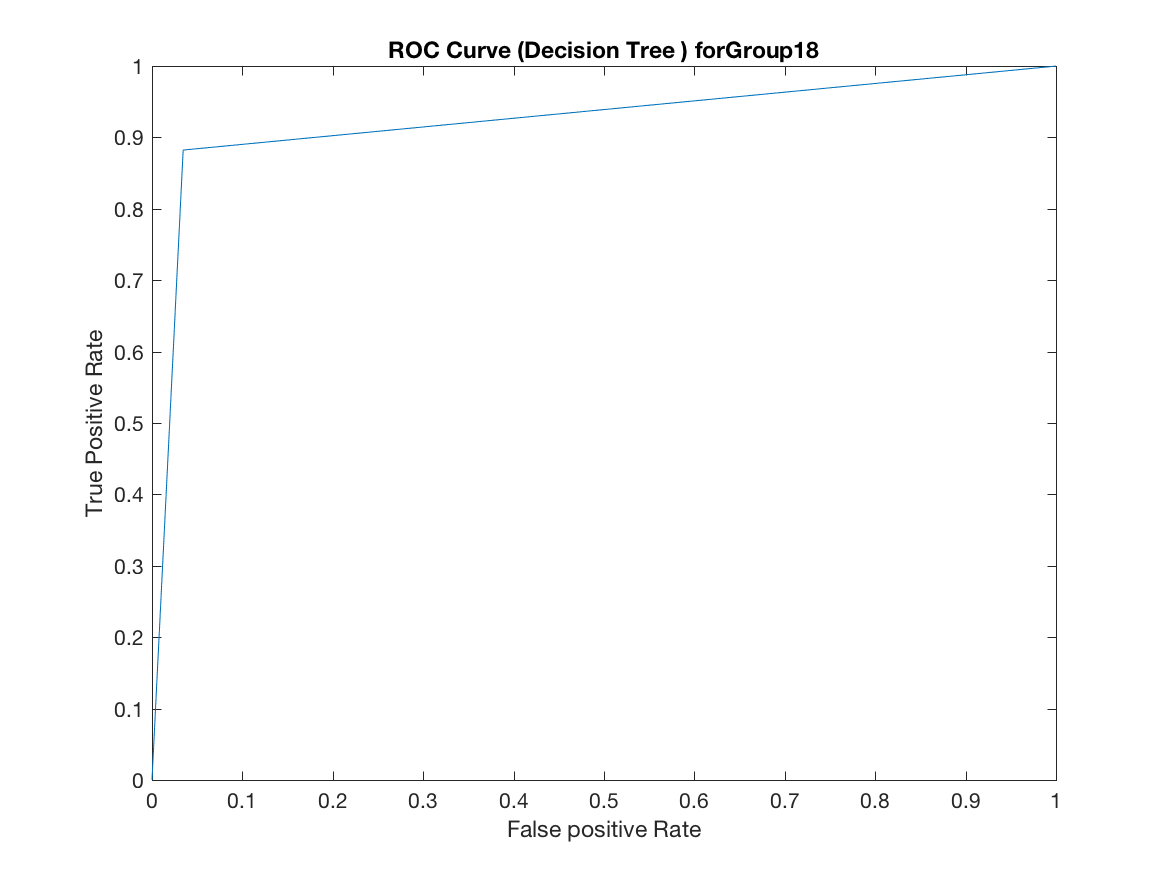 ROC Curve (Decision Tree ) forGroup18
1
0.9
0.8
0.7
0.6
0.5
0.4
0.3
0.2
0.1
0
True Positive Rate
0 0.1 0.2 0.3 0.4 0.5 0.6 0.7 0.8 0.9 1
False positive Rate